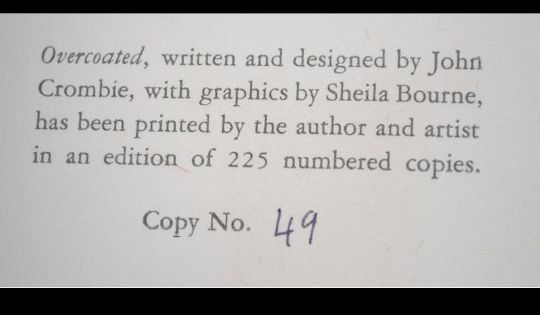 Overcoated, written and designed by John
Crombie, with graphics by Sheila Bourne,
has been printed by the author and artist
in an edition of 225 numbered copies.
Copy No. 49